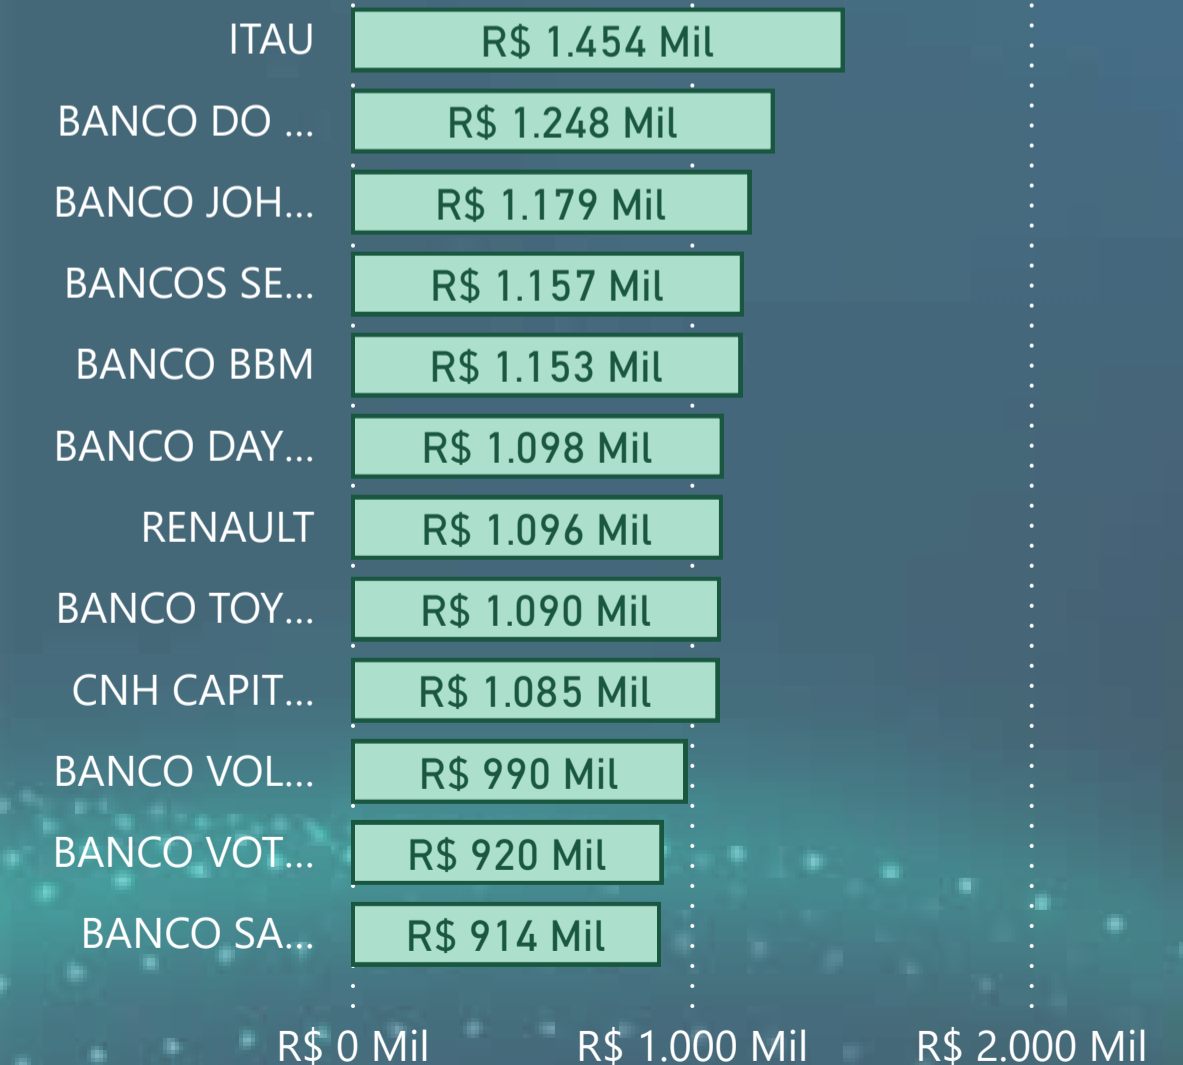 ITAU R$ 1.454 Mil
BANCO DO ... R$ 1.248 Mil
BANCO JOH... R$ 1.179 Mil
BANCOS SE... R$ 1.157 Mil
BANCO BBM R$ 1.153 Mil
BANCO DAY... R$ 1.098 Mil
RENAULT R$ 1.096 Mil
BANCO TOY... R$ 1.090 Mil
CNH CAPIT... R$ 1.085 Mil
BANCO VOL... R$ 990 Mil
BANCO VOT... R$ 920 Mil
BANCO SA... R$ 914 Mil
R$ 0 Mil R$ 1.000 Mil R$ 2.000 Mil